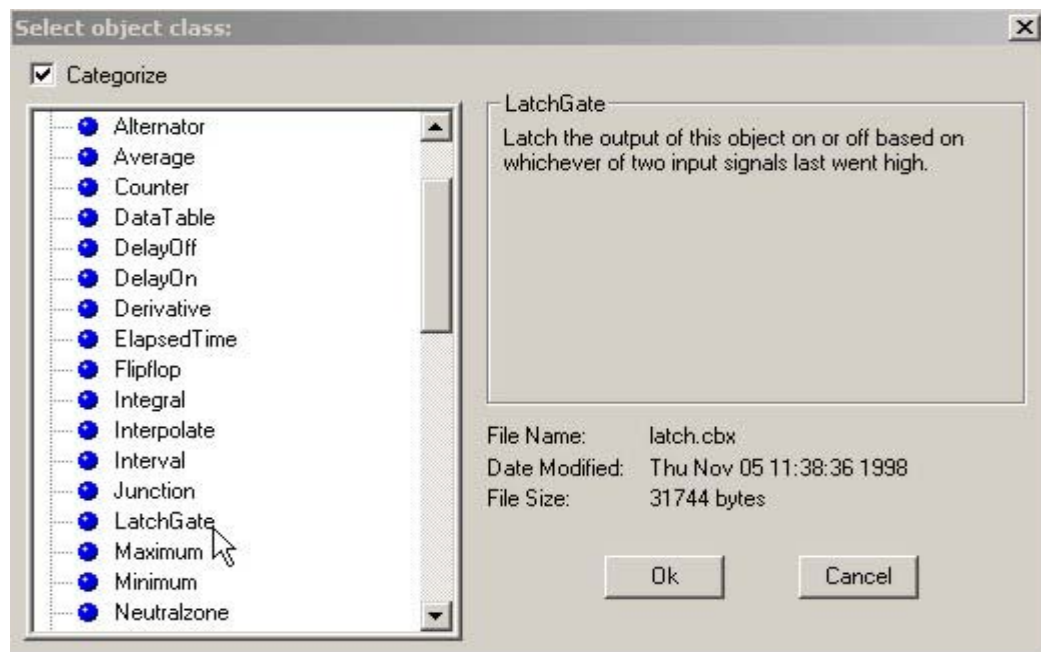 Select object class:
Categorize
Alternator
Average
Counter
DataTable
DelayOff
DelayOn
Derivative
ElapsedTime
Flipflop
Integral
Interpolate
Interval
Junction
LatchGate
Maximum
Minimum
Neutralzone
LatchGate
Latch the output of this object on or off based on
whichever of two input signals last went high.
File Name: latch.cbx
Date Modified: Thu Nov 05 11:38:36 1998
File Size: 31744 bytes
Ok Cancel